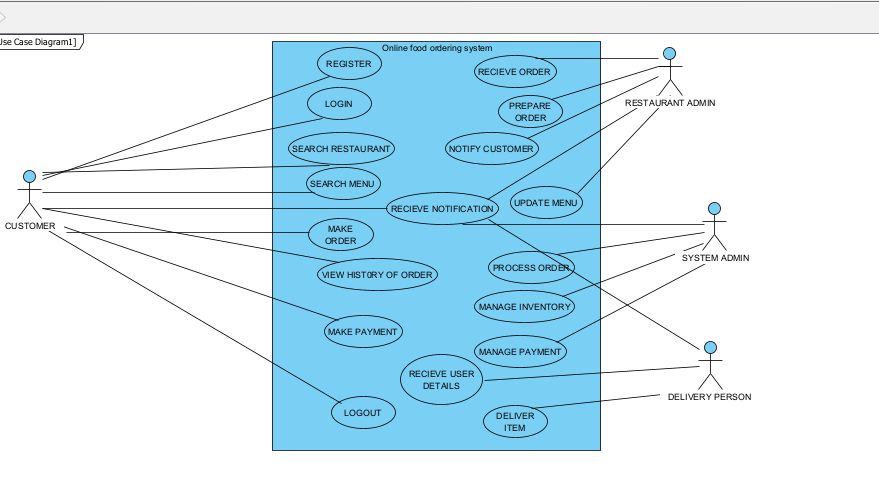 Use Case Diagram1]
Online food ordering system
REGISTER
RECIEVE ORDER
LOGIN
PREPARE
ORDER
RESTAURANT ADMIN
SEARCH RESTAURANT
NOTIFY CUSTOMER
SEARCH MENU
RECIEVE NOTIFICATION
UPDATE MENU
CUSTOMER
MAKE
ORDER
SYSTEM ADMIN
VIEW HISTORY OF ORDER
PROCESS ORDER
MANAGE INVENTORY
MAKE PAYMENT
MANAGE PAYMENT
RECIEVE USER
DETAILS
DELIVERY PERSON
LOGOUT
DELIVER
ITEM